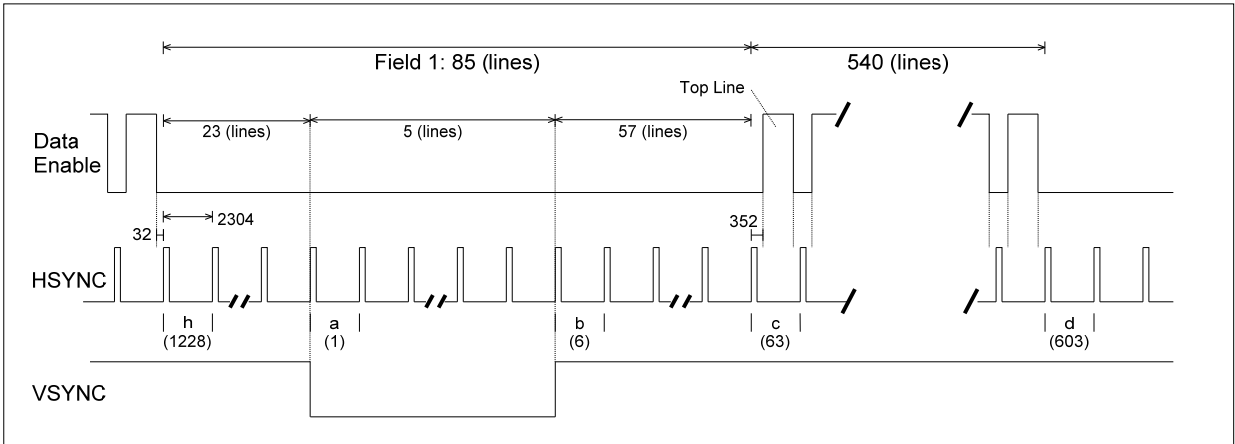 Field 1: 85 (lines)
540 (lines)
Top Line
23 (lines)
5 (lines)
57 (lines)
Data
Enable
2304
32
352
HSYNC
h
(1228)
a
(1)
b
(6)
c
(63)
d
(603)
VSYNC